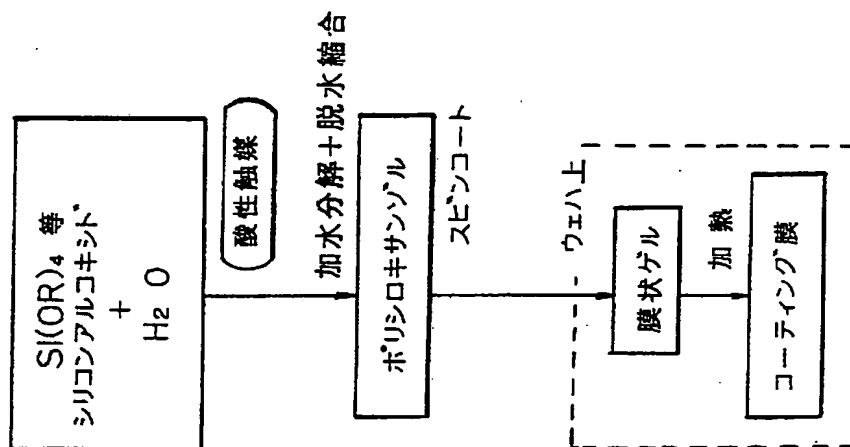 SI(OR)₄ 等
シリコンアルコキシド
+
H₂O
酸性触媒
加水分解+脱水縮合
ポリシロキサンゾル
スピンコート
ウェハ上
膜状ゲル
加熱
コーティング膜